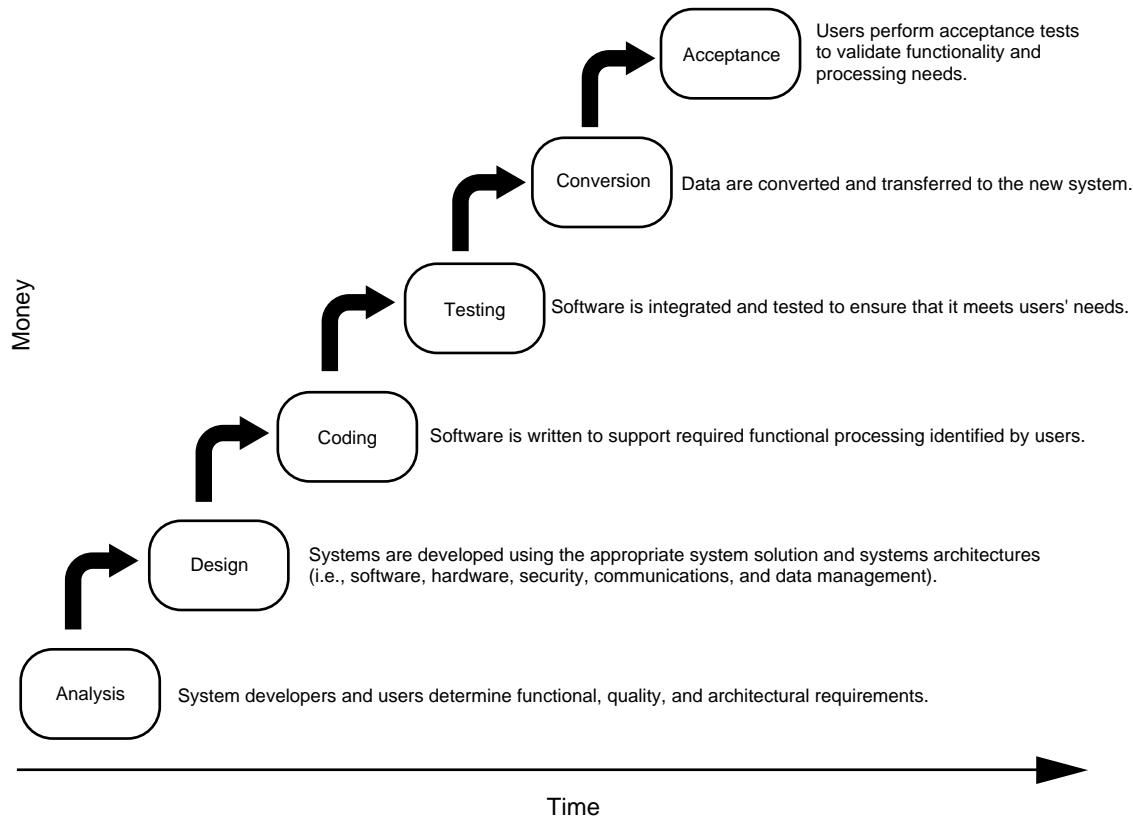 Acceptance
Users perform acceptance tests
to validate functionality and
processing needs.
Conversion
Data are converted and transferred to the new system.
Money
Testing
Software is integrated and tested to ensure that it meets users' needs.
Coding
Software is written to support required functional processing identified by users.
Design
Systems are developed using the appropriate system solution and systems architectures
(i.e., software, hardware, security, communications, and data management).
Analysis
System developers and users determine functional, quality, and architectural requirements.
Time